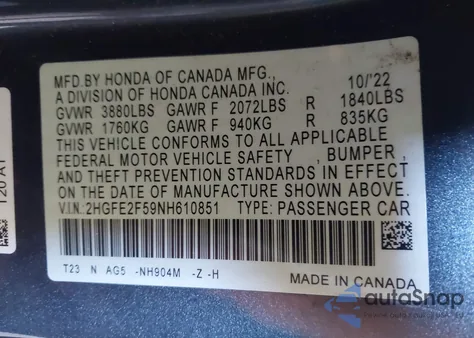 MFD.BY HONDA OF CANADA MFG., 10/'22
A DIVISION OF HONDA CANADA INC.
GVWR 3880LBS GAWR F 2072LBS R 1840LBS
GVWR 1760KG GAWR F 940KG R 835KG
THIS VEHICLE CONFORMS TO ALL APPLICABLE
FEDERAL MOTOR VEHICLE SAFETY , BUMPER ,
AND THEFT PREVENTION STANDARDS IN EFFECT
ON THE DATE OF MANUFACTURE SHOWN ABOVE.
V.I.N: 2HGFE2F59NH610851 TYPE: PASSENGER CAR
T23 N AG5 -NH904M -Z -H
MADE IN CANADA
120 A1
autoSnap